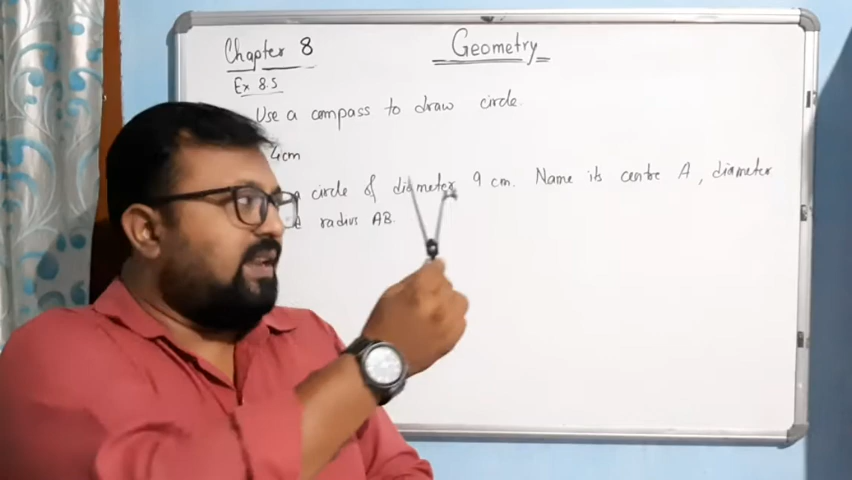 Chapter 8
Geometry
Ex 8.5
Use a compass to draw circle.
4cm
circle of diameter 9 cm. Name its centre A, diameter
radius AB.